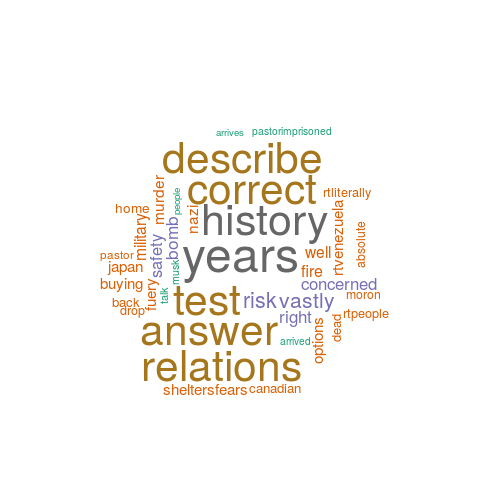 arrives pastorimprisoned
describe
murder people correct rtliterally
home military nazi history rtvenezuela absolute
pastor safety bomb years well
japan musk fire
buying concerned
back fuery talk test risk vastly moron
drop right rtpeople
answer arrived options dead
relations
sheltersfears canadian